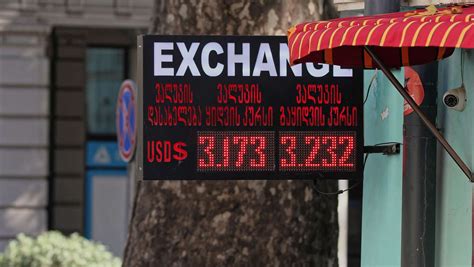 EXCHANGE
ვალუტის ვალუტის ვალუტის
დასახელება ყიდვის კურსი გაყიდვის კურსი
USD$ 3.173 3.232